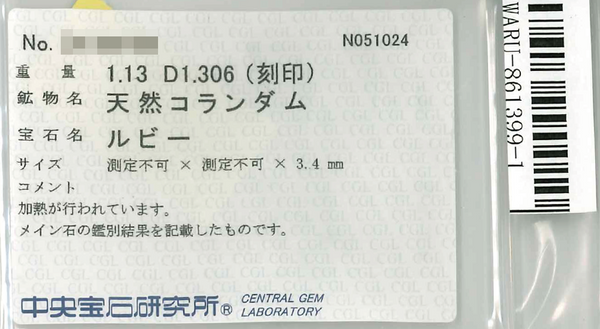 No.
N051024
重量 1.13 D1.306 (刻印)
鉱物名 天然コランダム
宝石名 ルビー
サイズ 測定不可 × 測定不可 × 3.4 mm
コメント
加熱が行われています。
メイン石の鑑別結果を記載したものです。
中央宝石研究所® CENTRAL GEM
LABORATORY
WARU-861399-1